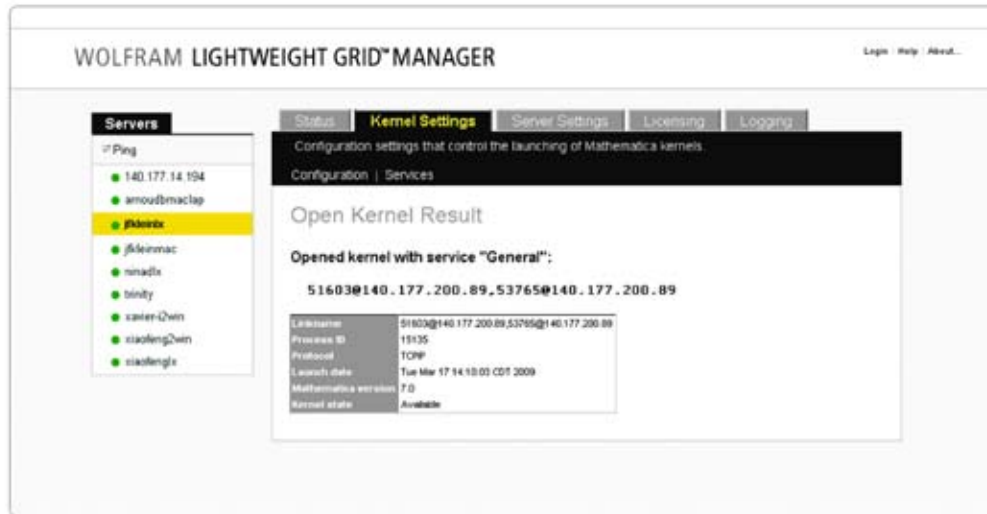 WOLFRAM LIGHTWEIGHT GRID™ MANAGER
Login Help About...
Servers
Ping
140.177.14.194
arnoudbmaclap
jfkleinlx
jfkleinmac
ninadlx
trinity
xavier-i2win
xiaofeng2win
xiaofenglx
Status Kernel Settings Server Settings Licensing Logging
Configuration settings that control the launching of Mathematica kernels
Configuration | Services
Open Kernel Result
Opened kernel with service "General":
51603@140.177.200.89,53765@140.177.200.89
Linkname 51603@140.177.200.89,53765@140.177.200.89
Process ID 15135
Protocol TCPIP
Launch date Tue Mar 17 14:10:03 CDT 2009
Mathematica version 7.0
Kernel state Available